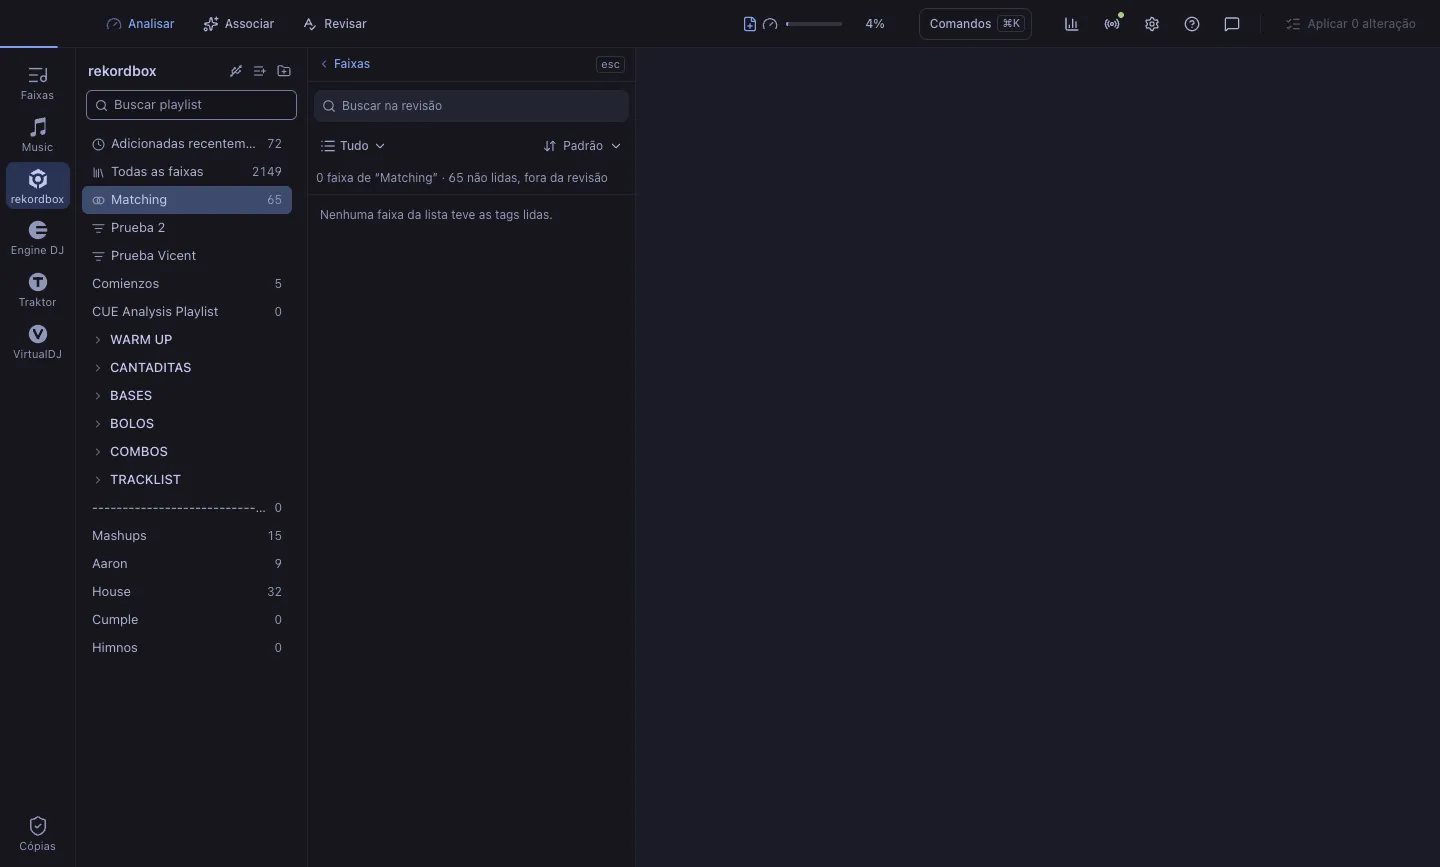 Analisar
Associar
Revisar
4%
Comandos ⌘K
Aplicar 0 alteração
Faixas
Music
rekordbox
Engine DJ
Traktor
VirtualDJ
Cópias
rekordbox
Buscar playlist
Adicionadas recentem... 72
Todas as faixas 2149
Matching 65
Prueba 2
Prueba Vicent
Comienzos 5
CUE Analysis Playlist 0
WARM UP
CANTADITAS
BASES
BOLOS
COMBOS
TRACKLIST
---------------------------... 0
Mashups 15
Aaron 9
House 32
Cumple 0
Himnos 0
Faixas esc
Buscar na revisão
Tudo Padrão
0 faixa de “Matching” · 65 não lidas, fora da revisão
Nenhuma faixa da lista teve as tags lidas.